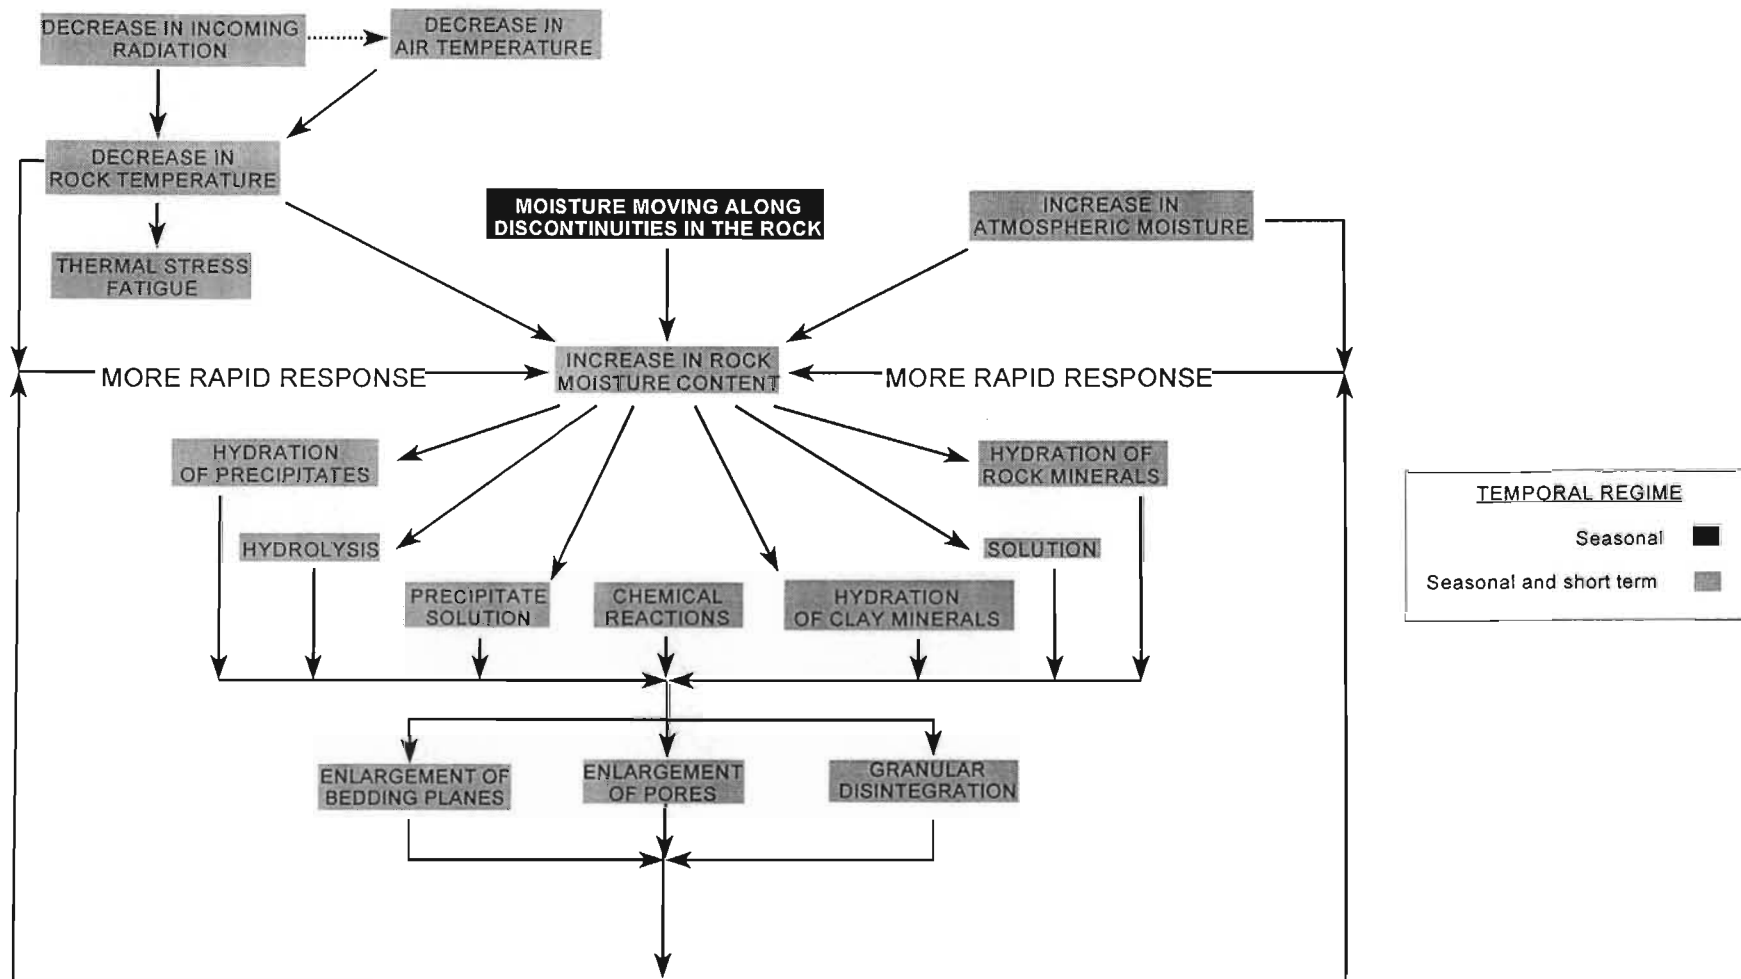 DECREASE IN INCOMING
RADIATION
DECREASE IN
AIR TEMPERATURE
DECREASE IN
ROCK TEMPERATURE
MOISTURE MOVING ALONG
DISCONTINUITIES IN THE ROCK
INCREASE IN
ATMOSPHERIC MOISTURE
THERMAL STRESS
FATIGUE
MORE RAPID RESPONSE
INCREASE IN ROCK
MOISTURE CONTENT
MORE RAPID RESPONSE
HYDRATION
OF PRECIPITATES
HYDRATION OF
ROCK MINERALS
HYDROLYSIS
SOLUTION
PRECIPITATE
SOLUTION
CHEMICAL
REACTIONS
HYDRATION
OF CLAY MINERALS
ENLARGEMENT OF
BEDDING PLANES
ENLARGEMENT
OF PORES
GRANULAR
DISINTEGRATION
TEMPORAL REGIME
Seasonal
Seasonal and short term